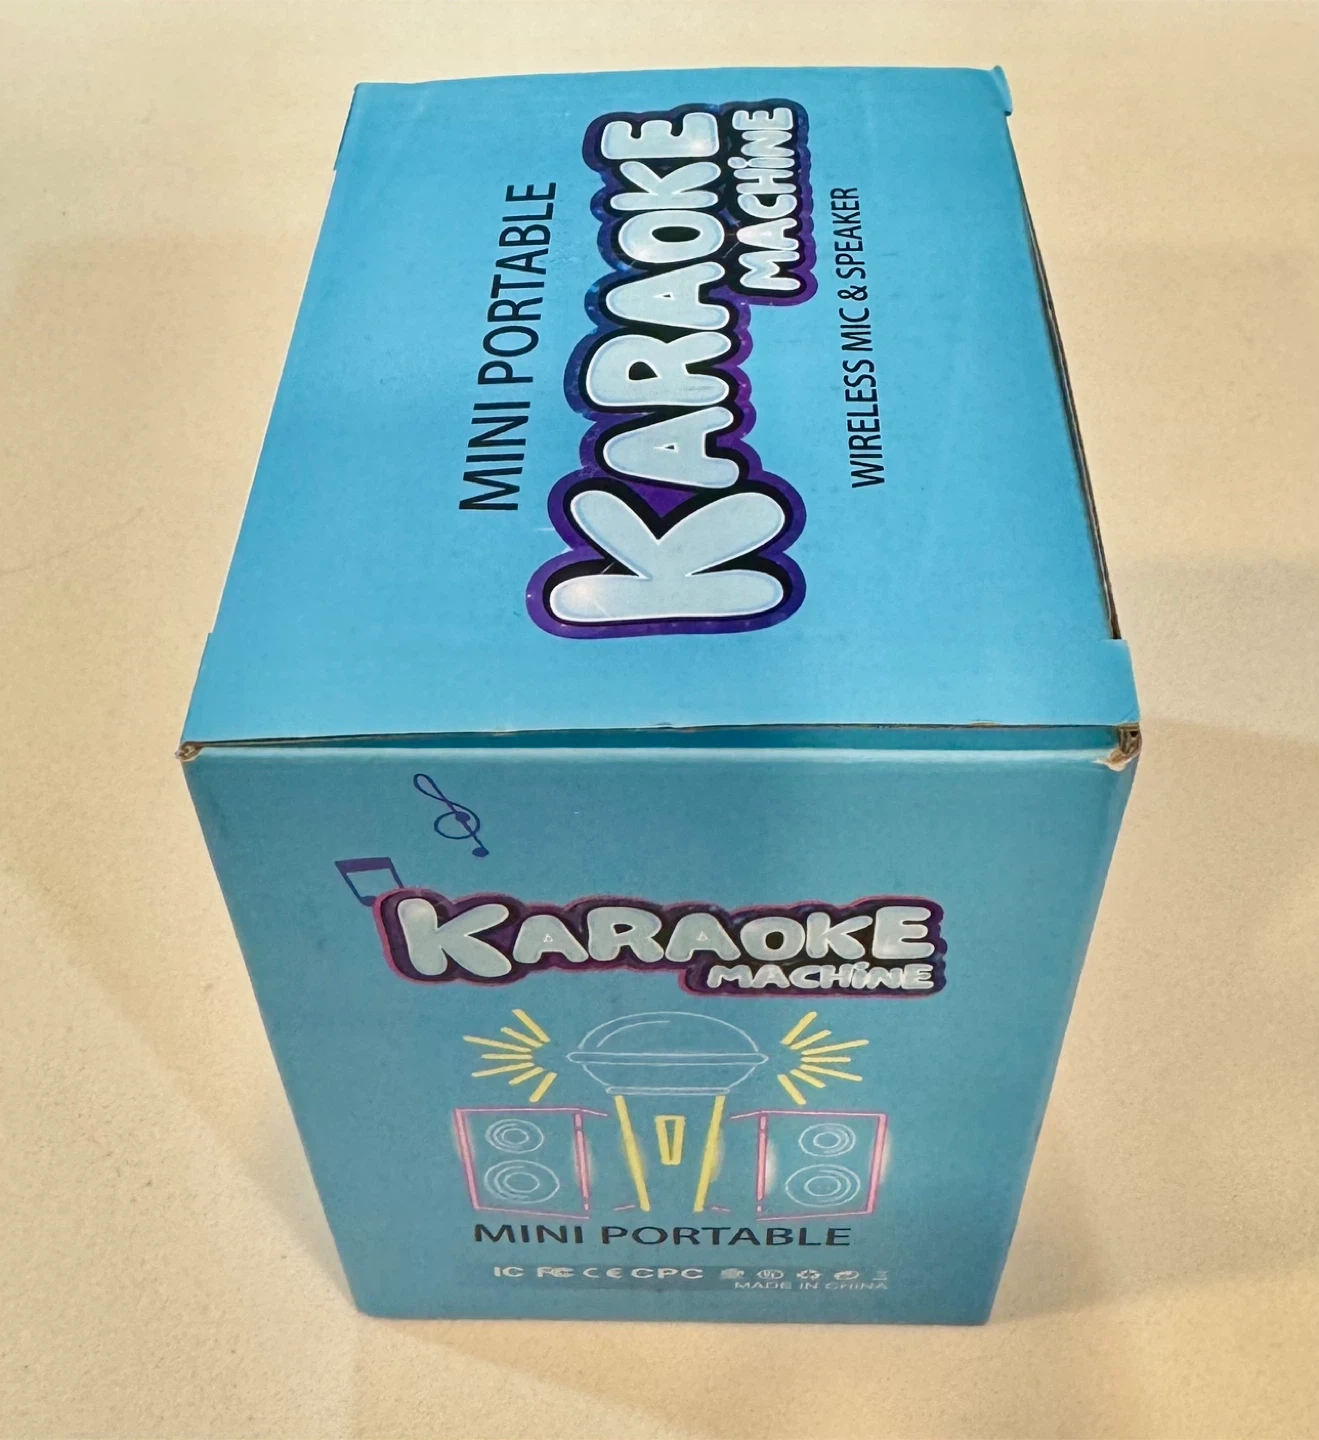 MINI PORTABLE
KARAOKE
MACHiNE
WIRELESS MIC & SPEAKER
KARAOKE
MACHiNE
MINI PORTABLE
IC FC CE CPC
MADE IN CHINA